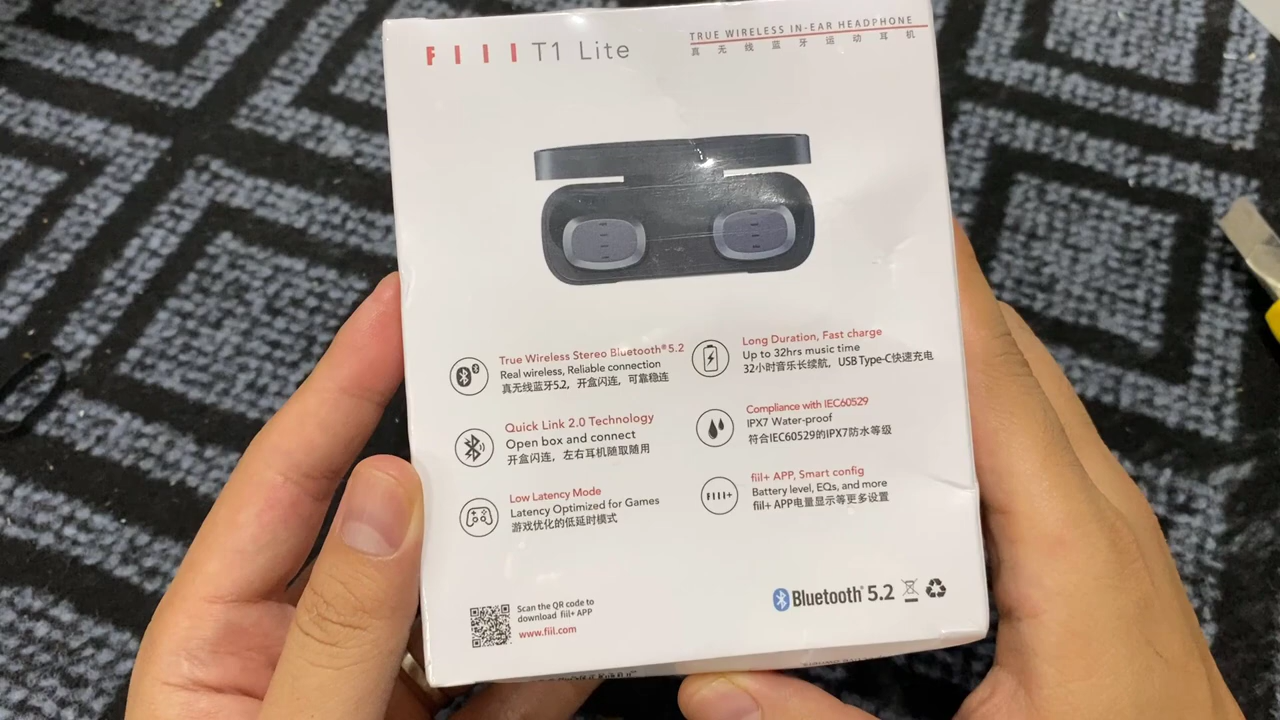 FIIL T1 Lite
TRUE WIRELESS IN-EAR HEADPHONE
真无线蓝牙运动耳机
True Wireless Stereo Bluetooth® 5.2
Real wireless, Reliable connection
真无线蓝牙5.2，开盒闪连，可靠稳连
Quick Link 2.0 Technology
Open box and connect
开盒闪连，左右耳机随取随用
Low Latency Mode
Latency Optimized for Games
游戏优化的低延时模式
Long Duration, Fast charge
Up to 32hrs music time
32小时音乐长续航，USB Type-C快速充电
Compliance with IEC60529
IPX7 Water-proof
符合IEC60529的IPX7防水等级
FIIL+
fiil+ APP, Smart config
Battery level, EQs, and more
fiil+ APP电量显示等更多设置
Scan the QR code to
download fiil+ APP
www.fiil.com
Bluetooth® 5.2